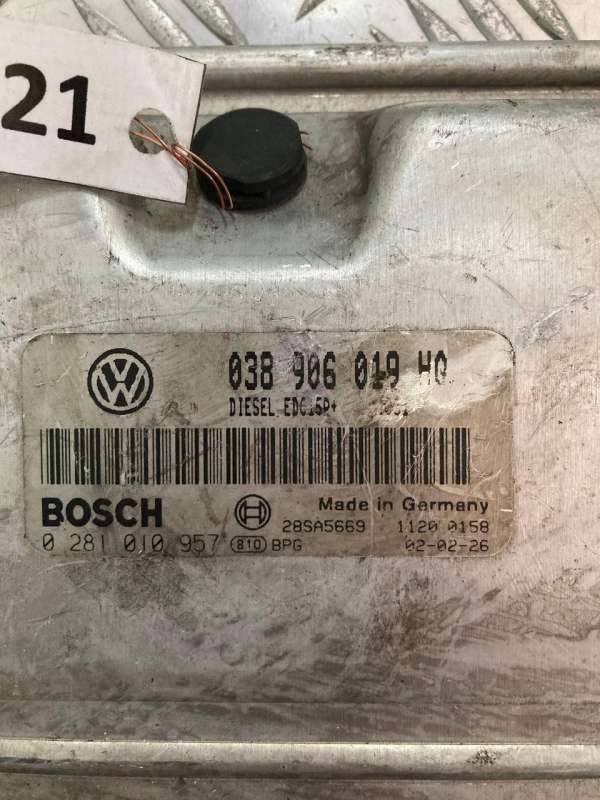 21
038 906 019 HQ
DIESEL EDC15P+
BOSCH
Made in Germany
28SA5669 1120 0158
0 281 010 957 810 BPG 02-02-26